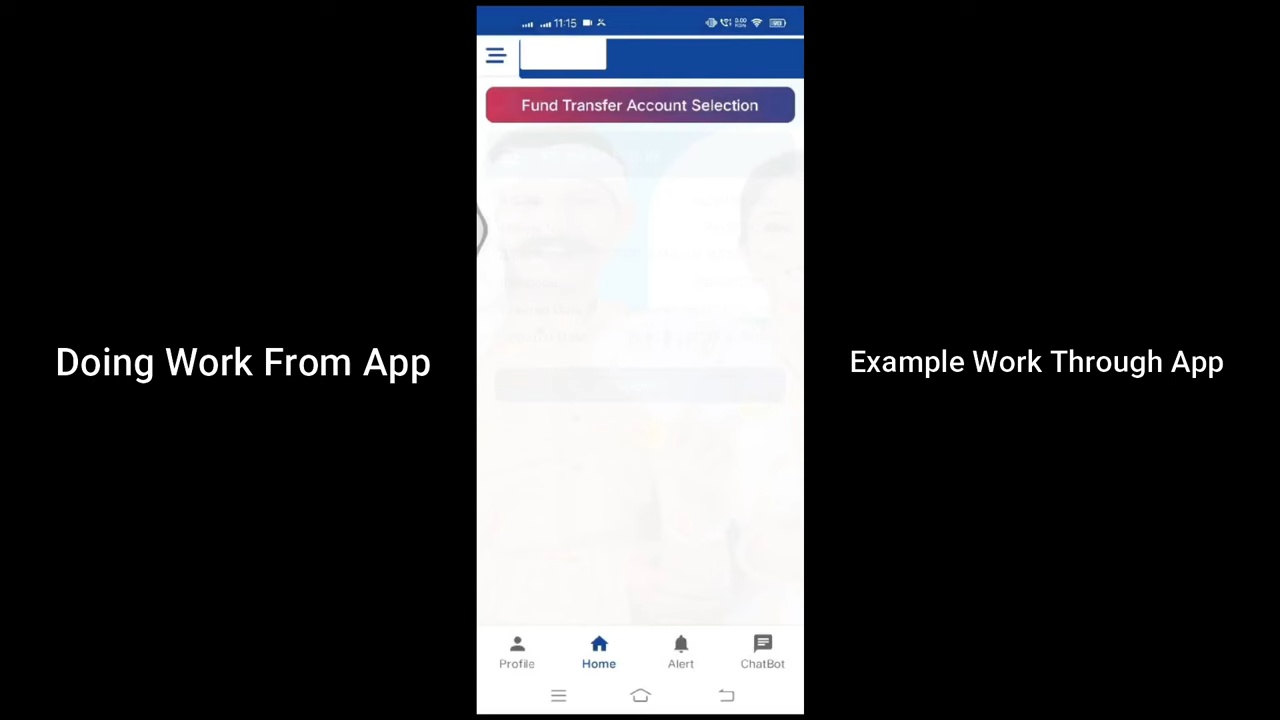 11:15
Fund Transfer Account Selection
Doing Work From App
Example Work Through App
Profile
Home
Alert
ChatBot